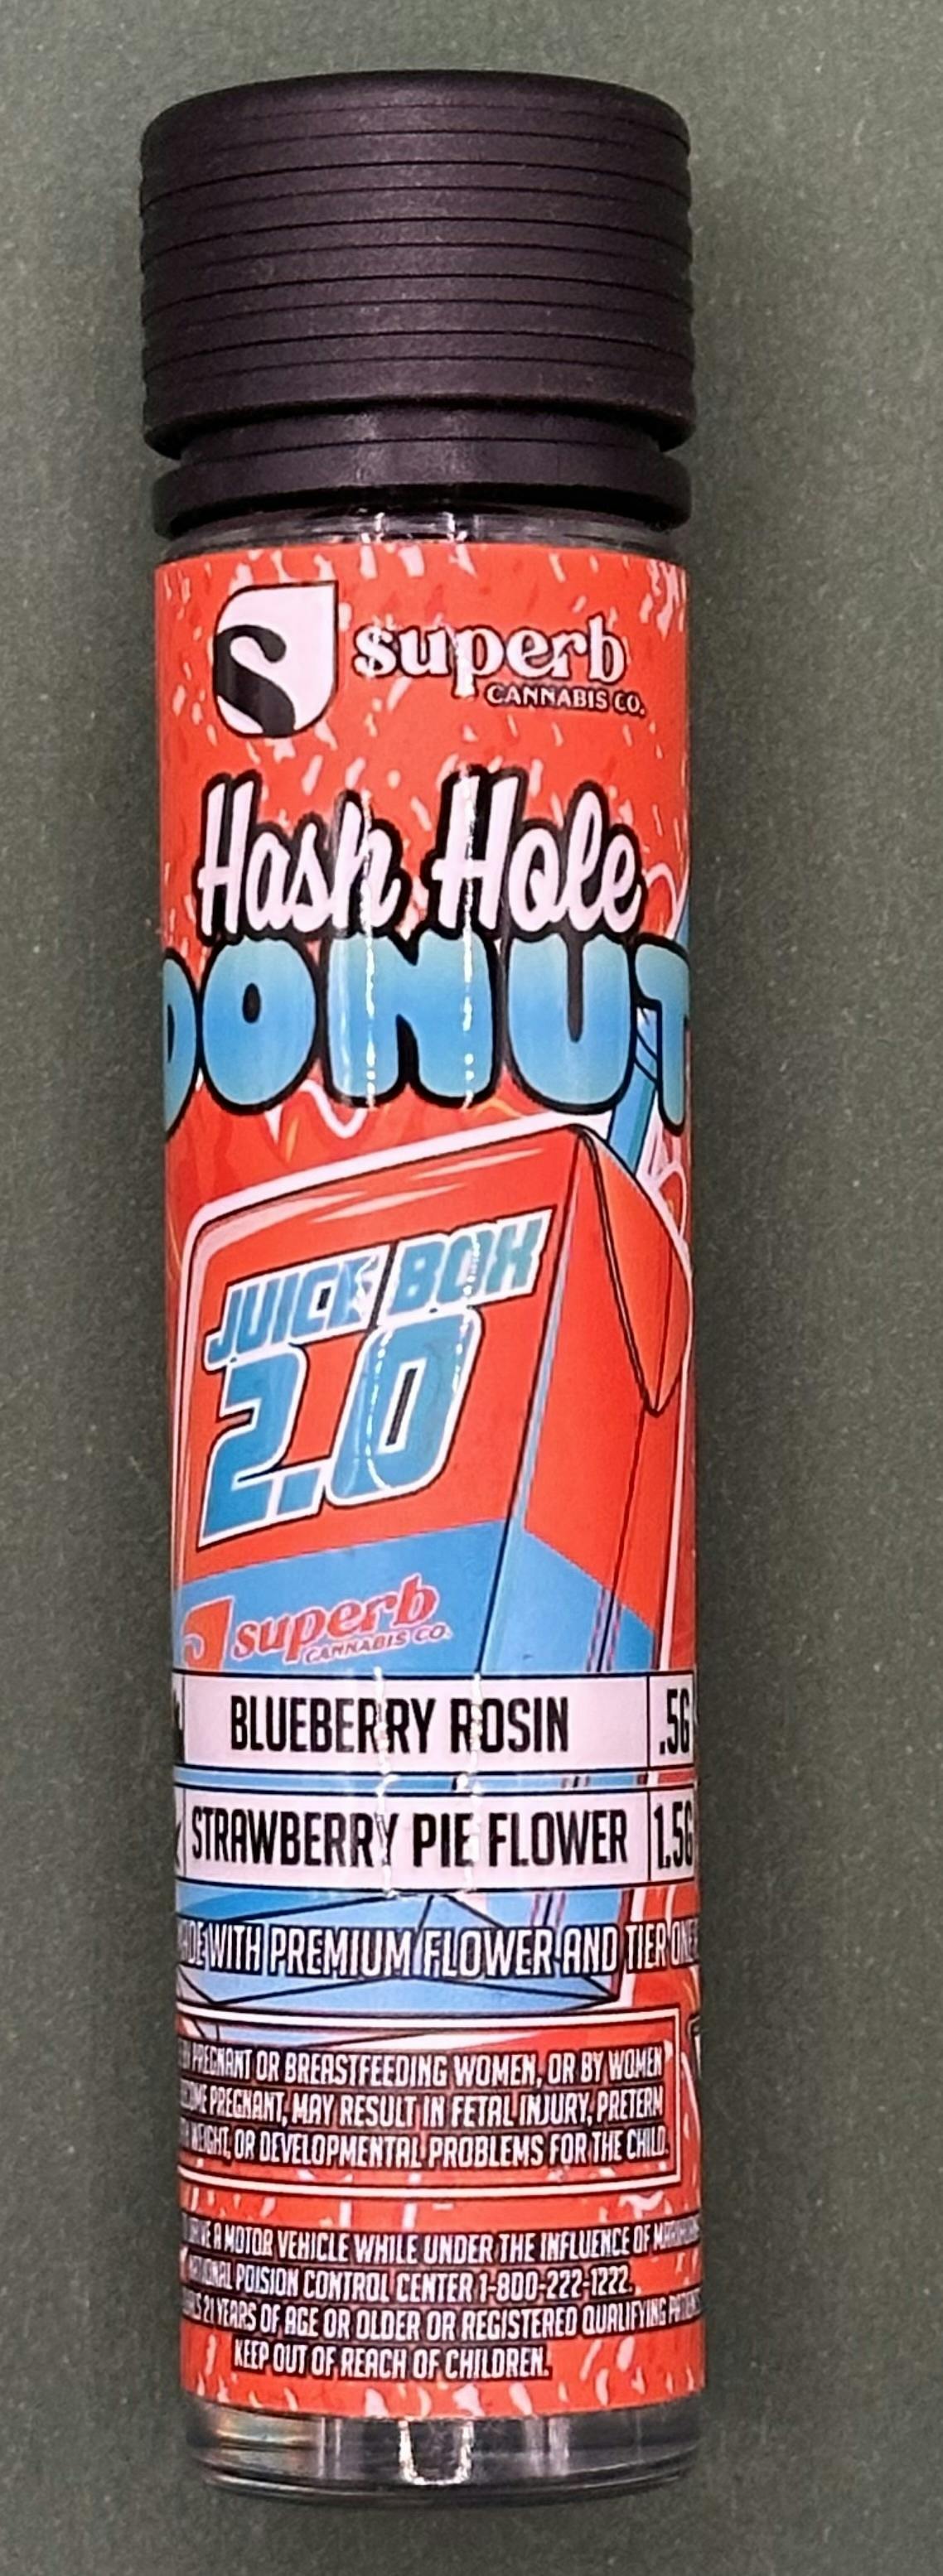 S superb
CANNABIS CO.
Hash Hole
DONUT
JUICE BOX
2.0
superb
CANNABIS CO.
BLUEBERRY ROSIN .5G
STRAWBERRY PIE FLOWER 1.5G
WITH PREMIUM FLOWER AND TIER ONE
PREGNANT OR BREASTFEEDING WOMEN, OR BY WOMEN
PREGNANT, MAY RESULT IN FETAL INJURY, PRETERM
WEIGHT, OR DEVELOPMENTAL PROBLEMS FOR THE CHILD.
A MOTOR VEHICLE WHILE UNDER THE INFLUENCE OF
POISION CONTROL CENTER 1-800-222-1222.
21 YEARS OF AGE OR OLDER OR REGISTERED QUALIFYING
KEEP OUT OF REACH OF CHILDREN.